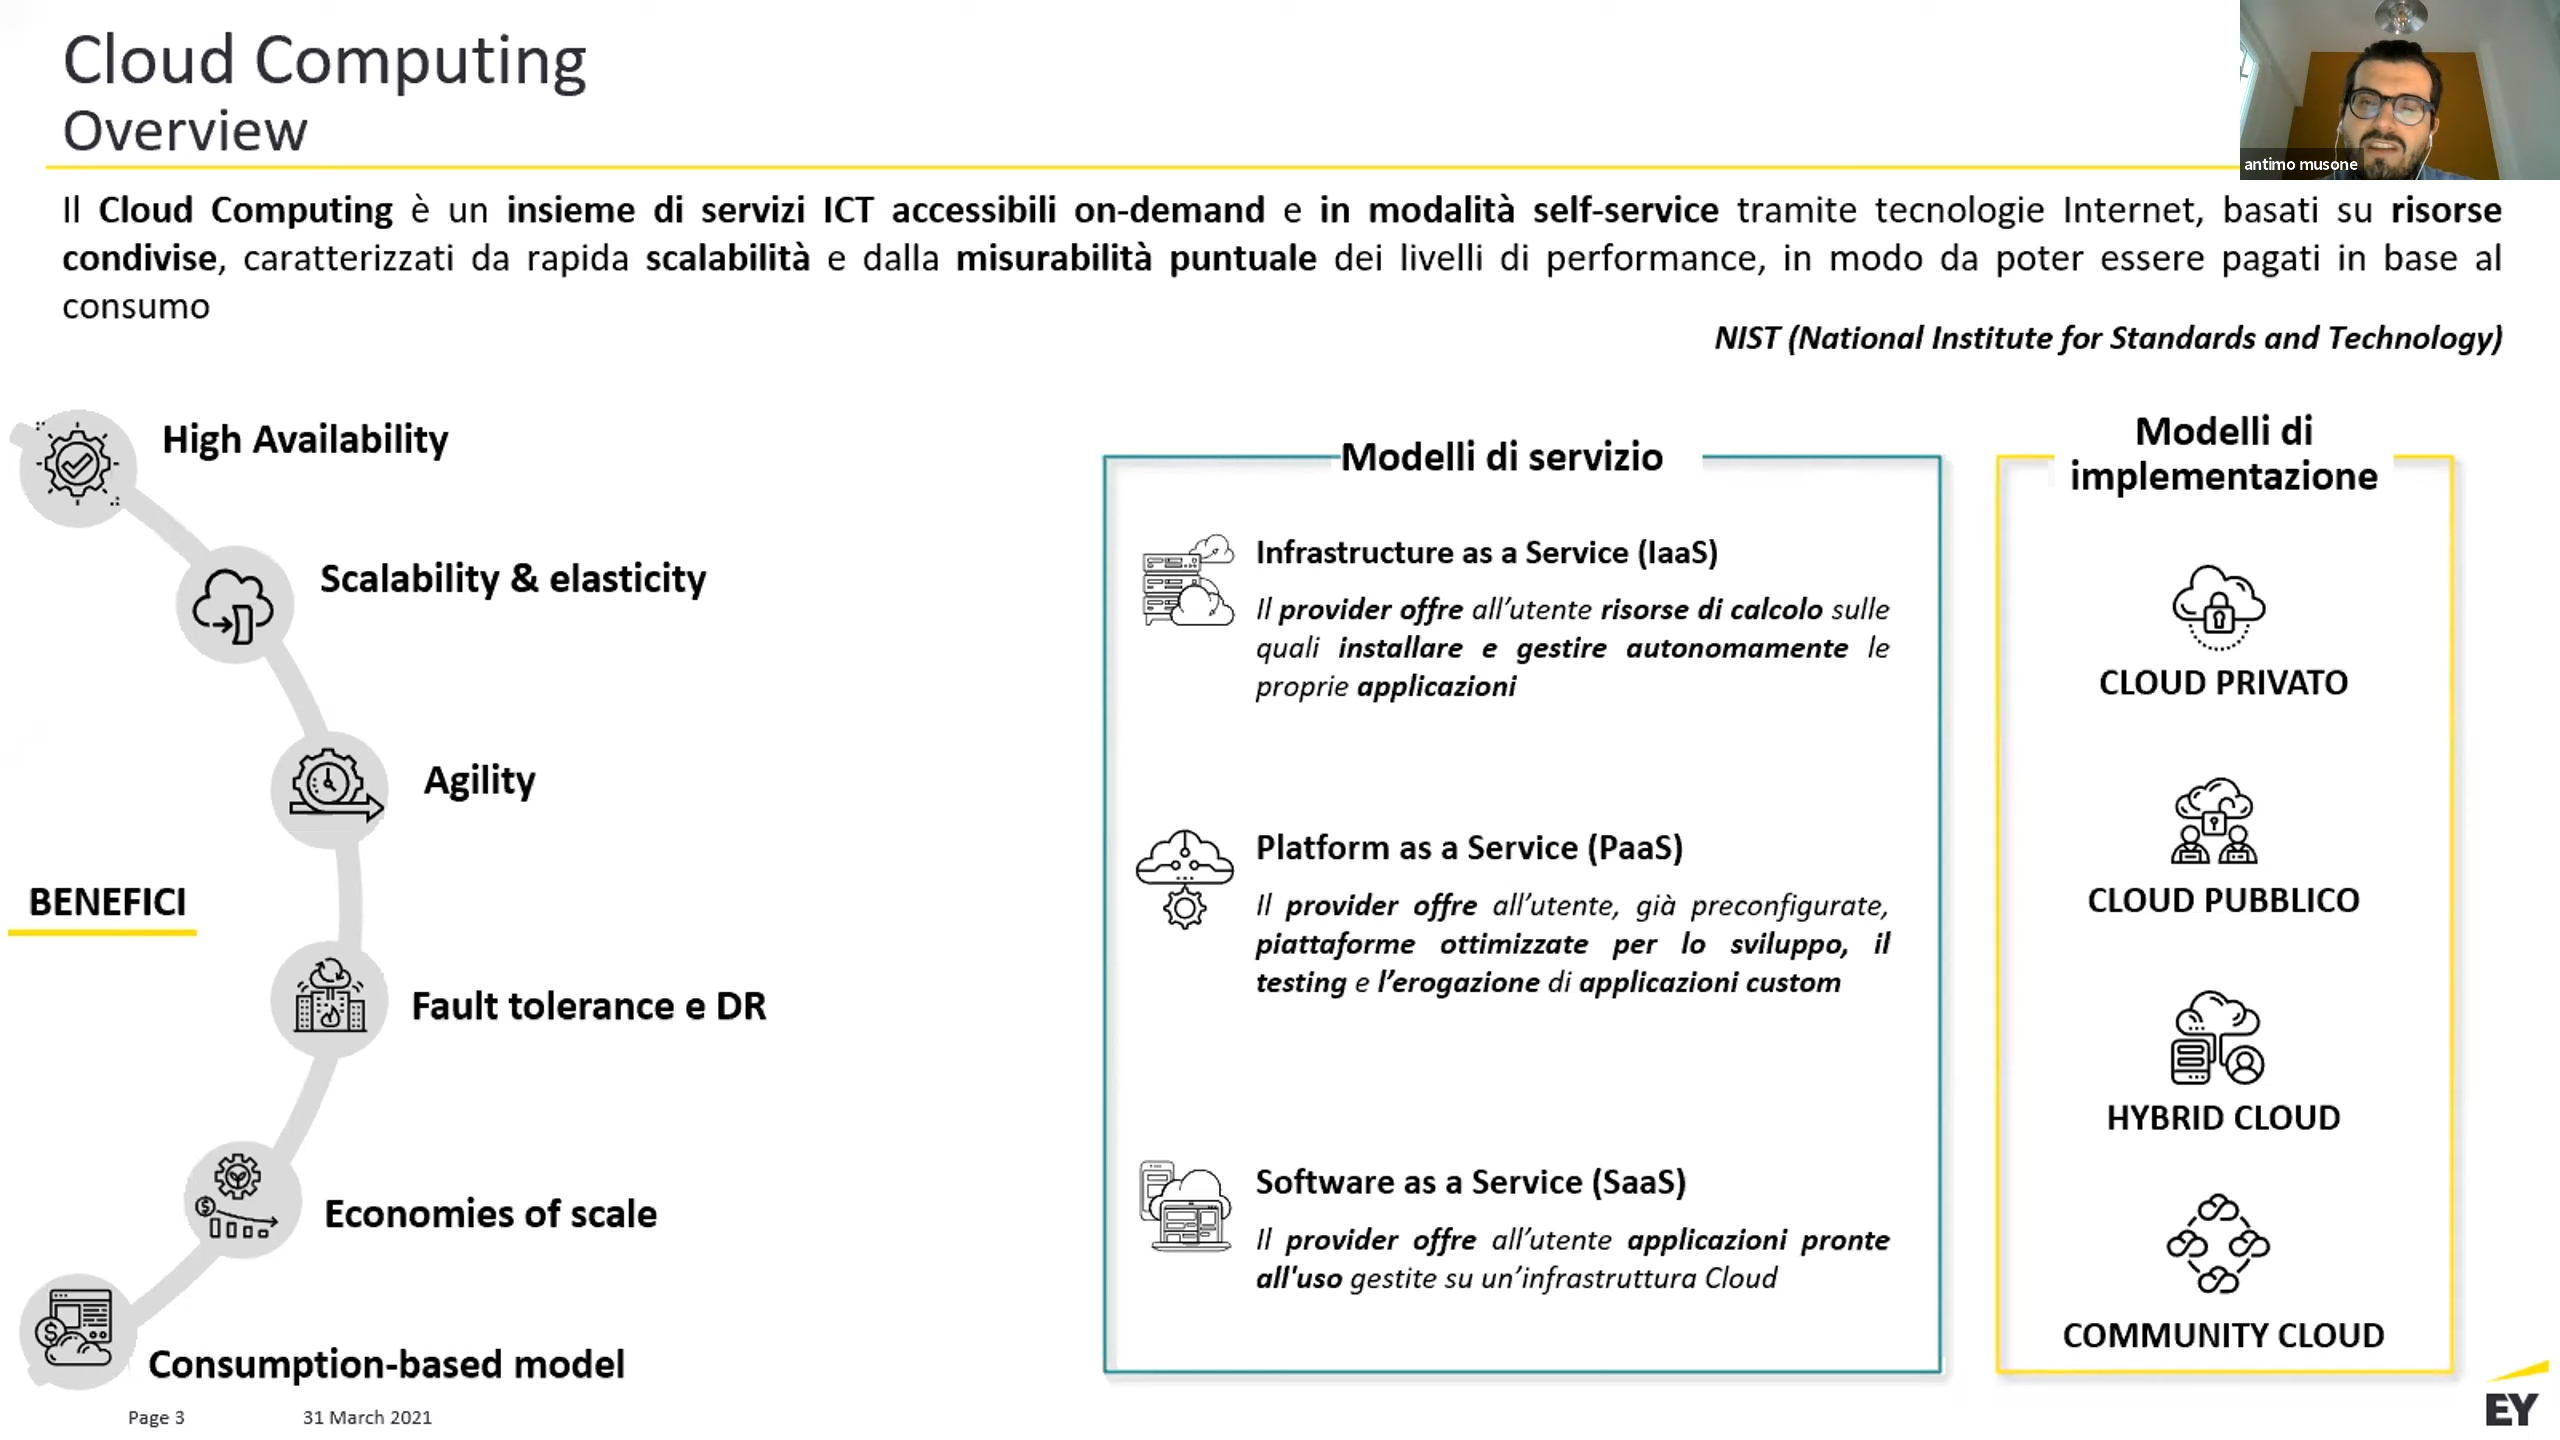 Cloud Computing
Overview
antimo musone
Il Cloud Computing è un insieme di servizi ICT accessibili on-demand e in modalità self-service tramite tecnologie Internet, basati su risorse
condivise, caratterizzati da rapida scalabilità e dalla misurabilità puntuale dei livelli di performance, in modo da poter essere pagati in base al
consumo
NIST (National Institute for Standards and Technology)
BENEFICI
High Availability
Scalability & elasticity
Agility
Fault tolerance e DR
Economies of scale
Consumption-based model
Modelli di servizio
Infrastructure as a Service (IaaS)
Il provider offre all’utente risorse di calcolo sulle
quali installare e gestire autonomamente le
proprie applicazioni
Platform as a Service (PaaS)
Il provider offre all’utente, già preconfigurate,
piattaforme ottimizzate per lo sviluppo, il
testing e l’erogazione di applicazioni custom
Software as a Service (SaaS)
Il provider offre all’utente applicazioni pronte
all'uso gestite su un’infrastruttura Cloud
Modelli di
implementazione
CLOUD PRIVATO
CLOUD PUBBLICO
HYBRID CLOUD
COMMUNITY CLOUD
Page 3
31 March 2021
EY